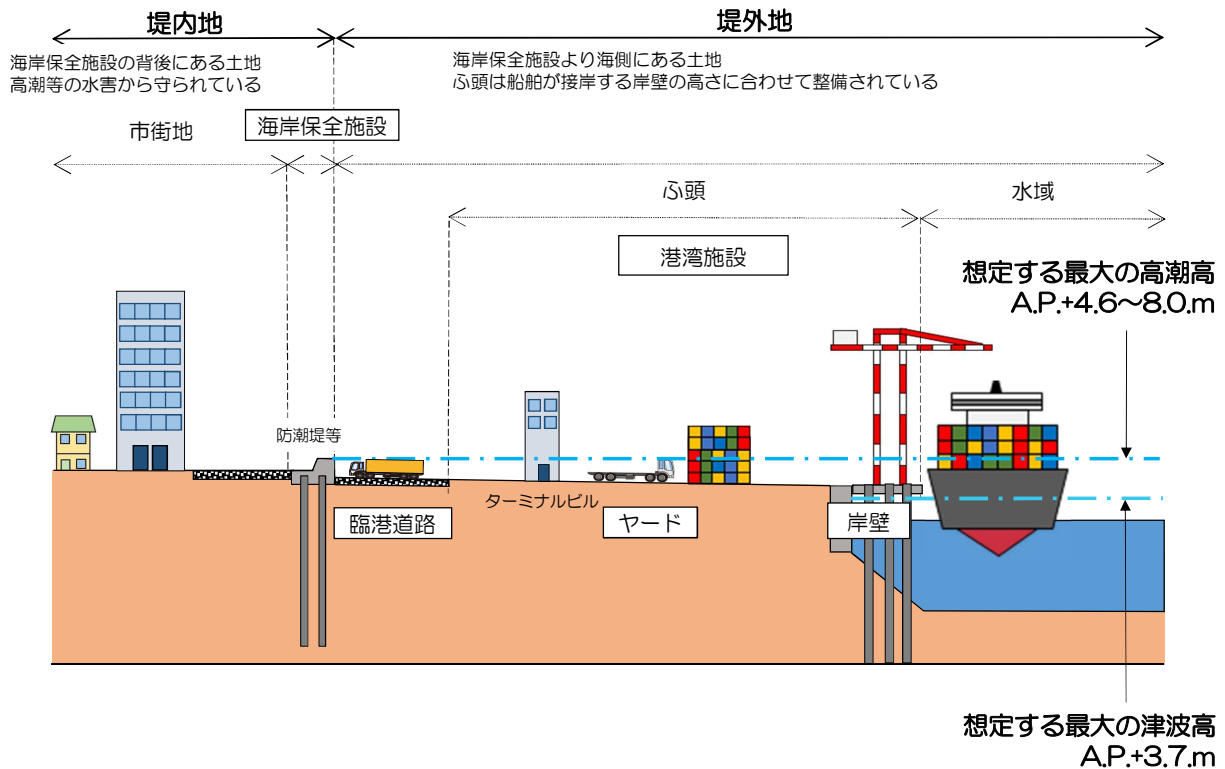 堤内地
堤外地
海岸保全施設の背後にある土地
高潮等の水害から守られている
海岸保全施設より海側にある土地
ふ頭は船舶が接岸する岸壁の高さに合わせて整備されている
市街地
海岸保全施設
ふ頭
水域
港湾施設
想定する最大の高潮高
A.P.+4.6～8.0.m
防潮堤等
ターミナルビル
臨港道路
ヤード
岸壁
想定する最大の津波高
A.P.+3.7.m